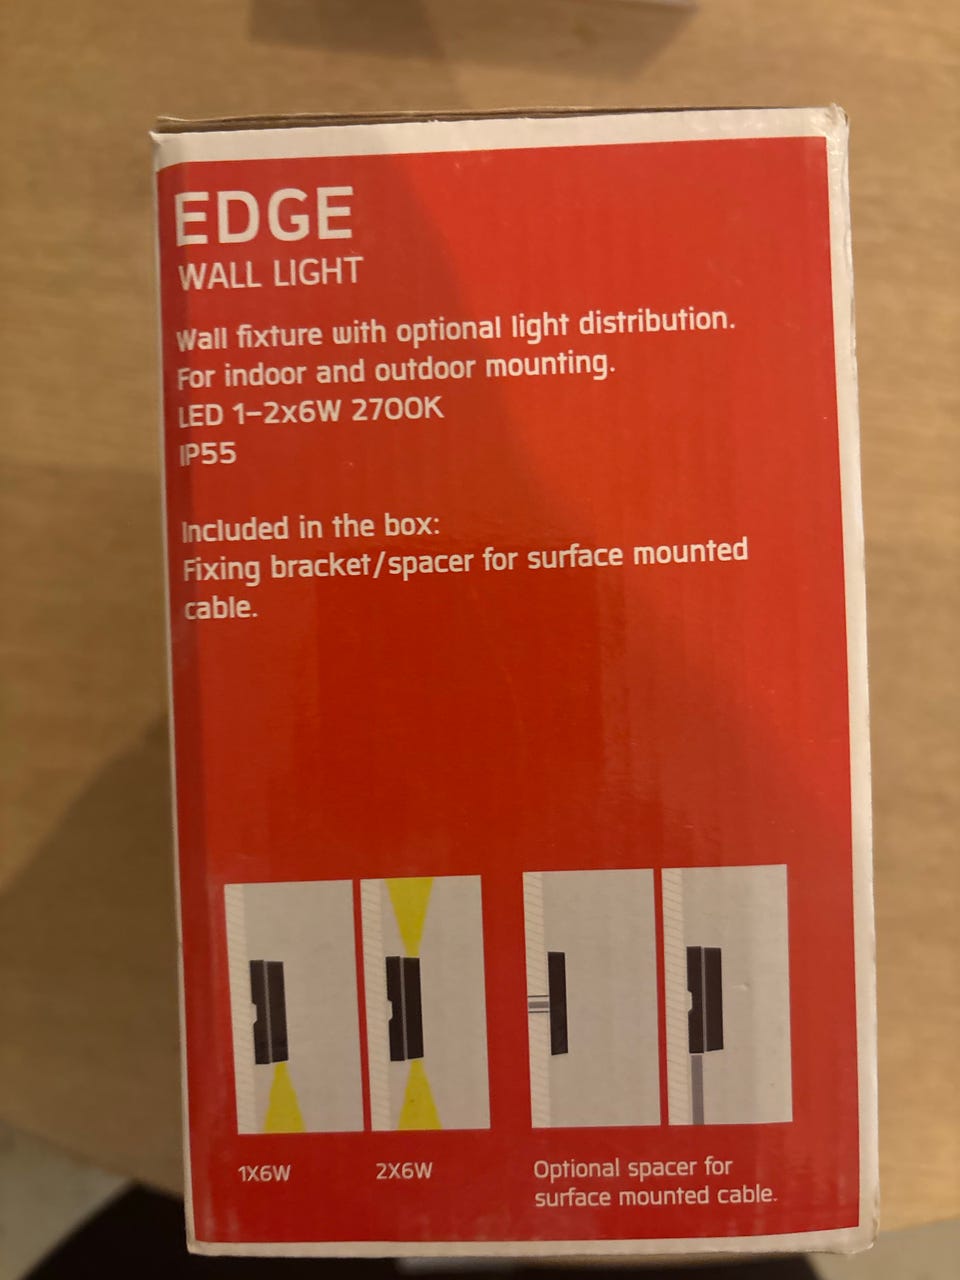 EDGE
WALL LIGHT
Wall fixture with optional light distribution.
For indoor and outdoor mounting.
LED 1–2x6W 2700K
IP55
Included in the box:
Fixing bracket/spacer for surface mounted
cable.
1X6W
2X6W
Optional spacer for
surface mounted cable.